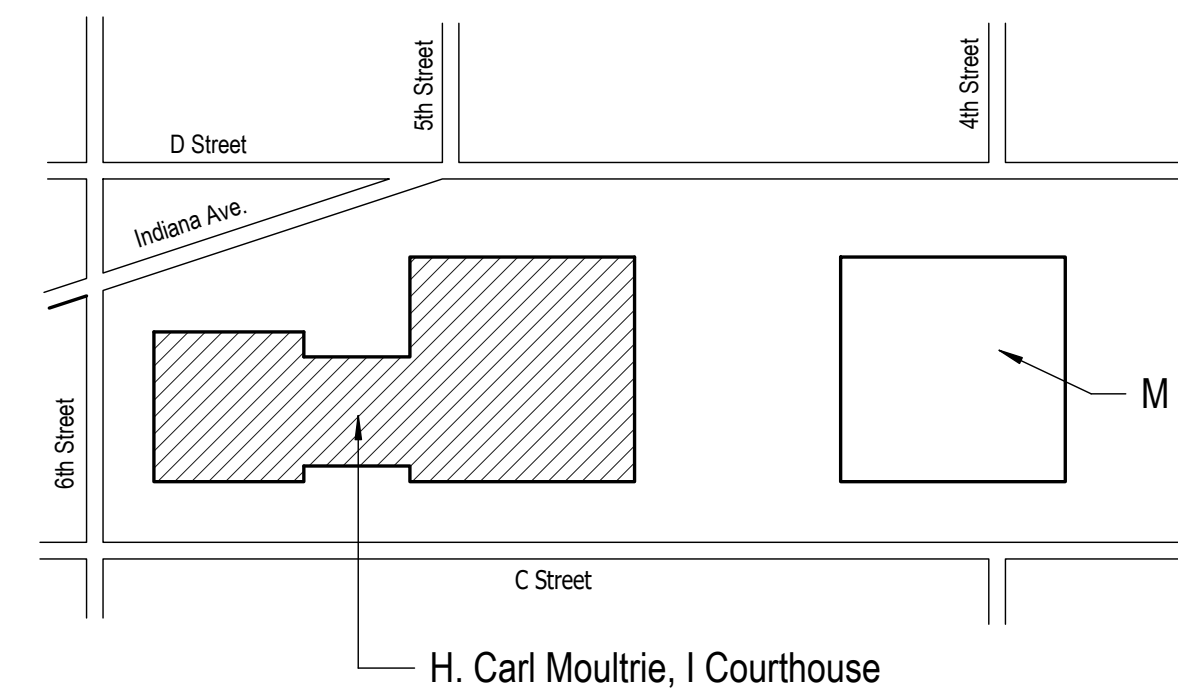 5th Street
4th Street
D Street
Indiana Ave.
M
6th Street
C Street
H. Carl Moultrie, I Courthouse